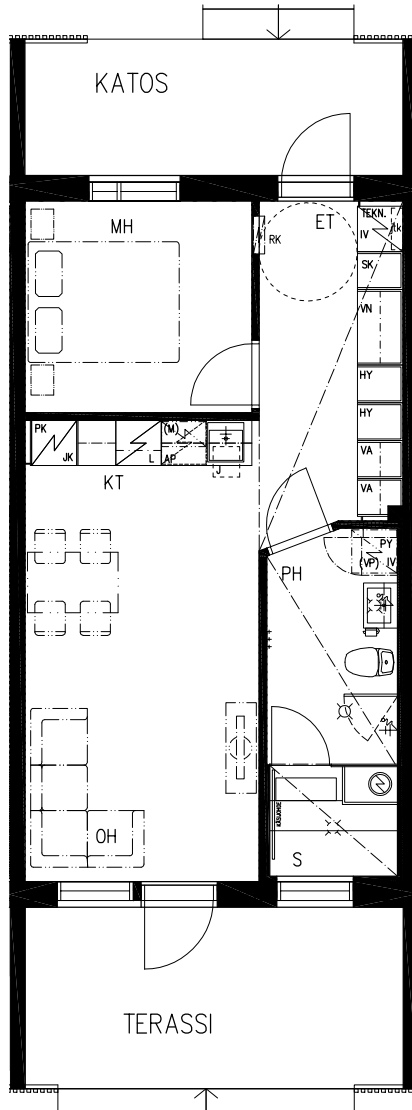 KATOS
MH
ET
TEKN.
IV
tk
RK
SK
VN
HY
HY
VA
VA
PK
JK
L
(M)
AP
J
KT
PH
PY
(VP)
IV
OH
KÄSIJOHDE
S
TERASSI